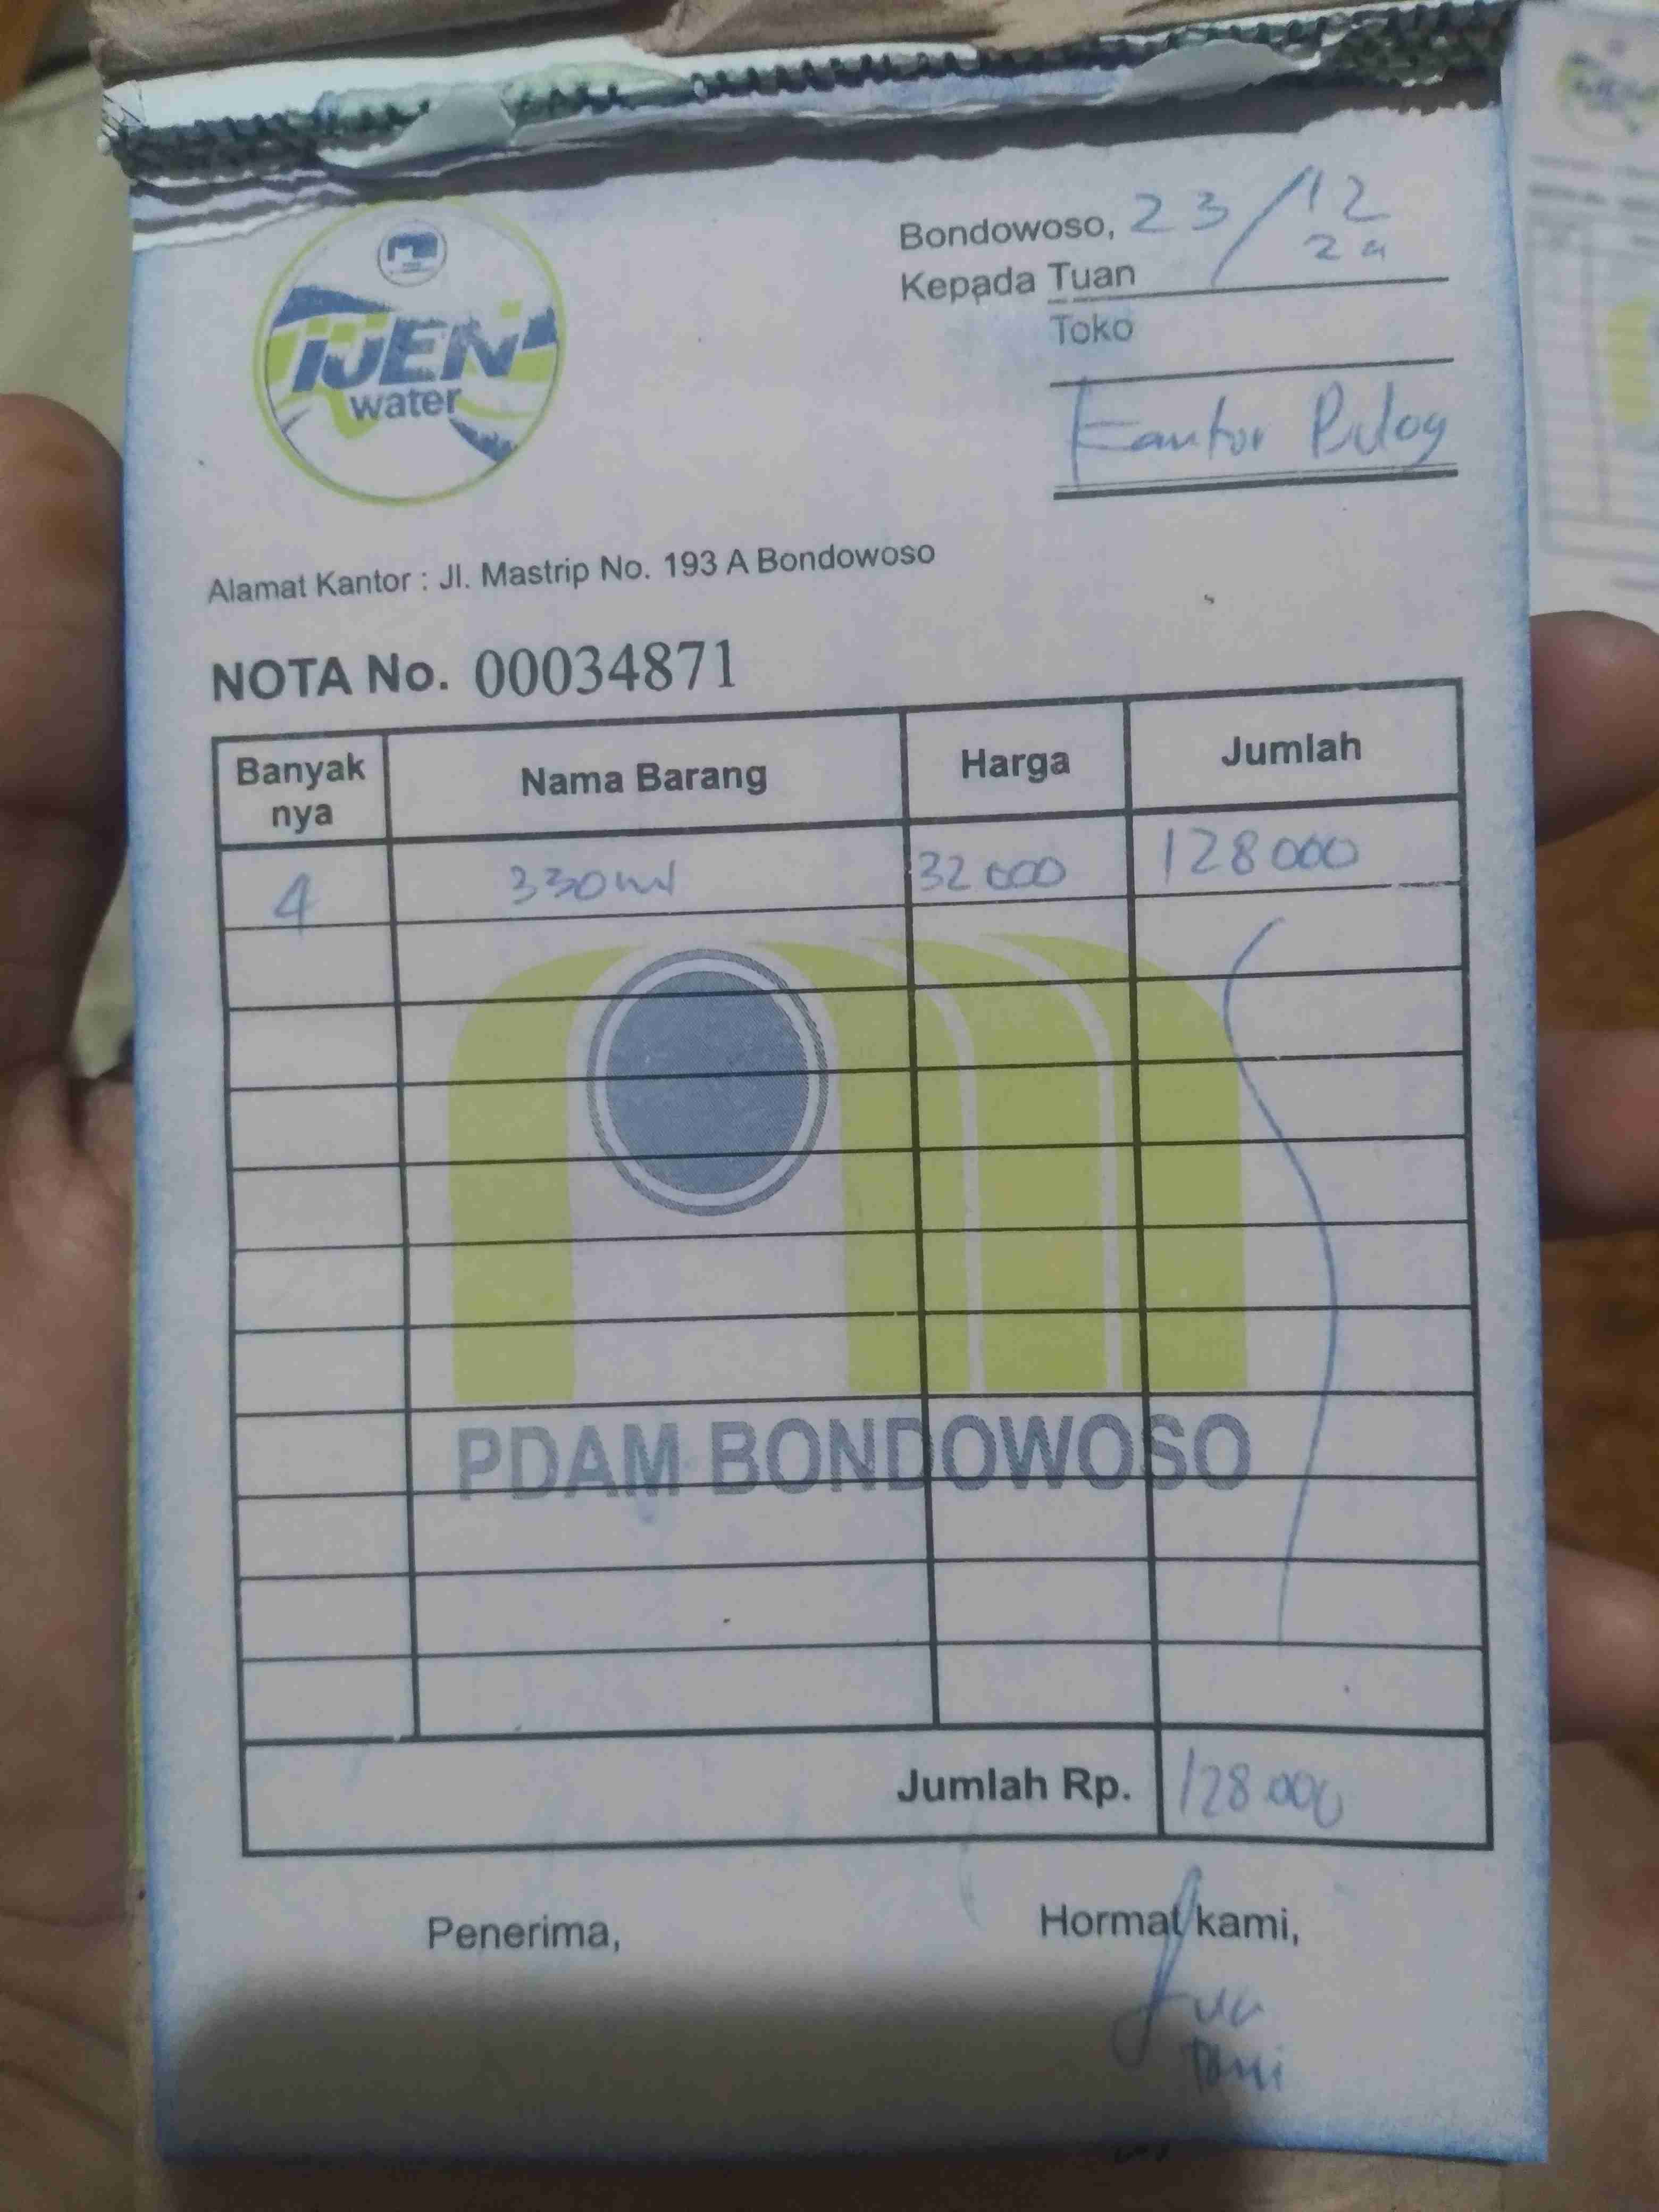 IJEN
water
Bondowoso, 23/12
24
Kepada Tuan
Toko
Kantor Bulog
Alamat Kantor : Jl. Mastrip No. 193 A Bondowoso
NOTA No. 00034871
Banyak nya Nama Barang Harga Jumlah
4 330ml 32 000 128 000
PDAM BONDOWOSO
Jumlah Rp. 128.000
Penerima, Hormat kami,